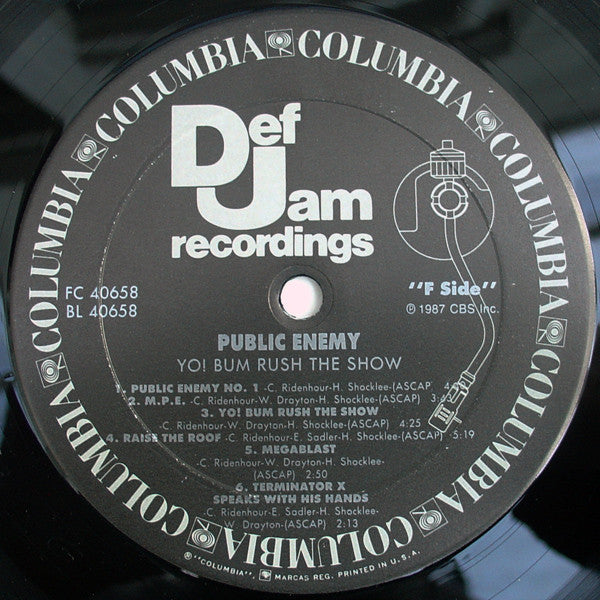 COLUMBIA COLUMBIA COLUMBIA COLUMBIA COLUMBIA COLUMBIA COLUMBIA
Def
Jam
recordings
FC 40658
BL 40658
"F Side"
℗ 1987 CBS Inc.
PUBLIC ENEMY
YO! BUM RUSH THE SHOW
1. PUBLIC ENEMY NO. 1 -C. Ridenhour-H. Shocklee-(ASCAP)
2. M.P.E. -C. Ridenhour-H. Shocklee-(ASCAP)
3. YO! BUM RUSH THE SHOW
-C. Ridenhour-W. Drayton-H. Shocklee-(ASCAP) 4:25
4. RAISE THE ROOF -C. Ridenhour-E. Sadler-H. Shocklee-(ASCAP) 5:19
5. MEGABLAST
-C. Ridenhour-W. Drayton-H. Shocklee-
(ASCAP) 2:50
6. TERMINATOR X
SPEAKS WITH HIS HANDS
-C. Ridenhour-E. Sadler-H. Shocklee-
W. Drayton-(ASCAP) 2:13
® "COLUMBIA", MARCAS REG. PRINTED IN U.S.A.